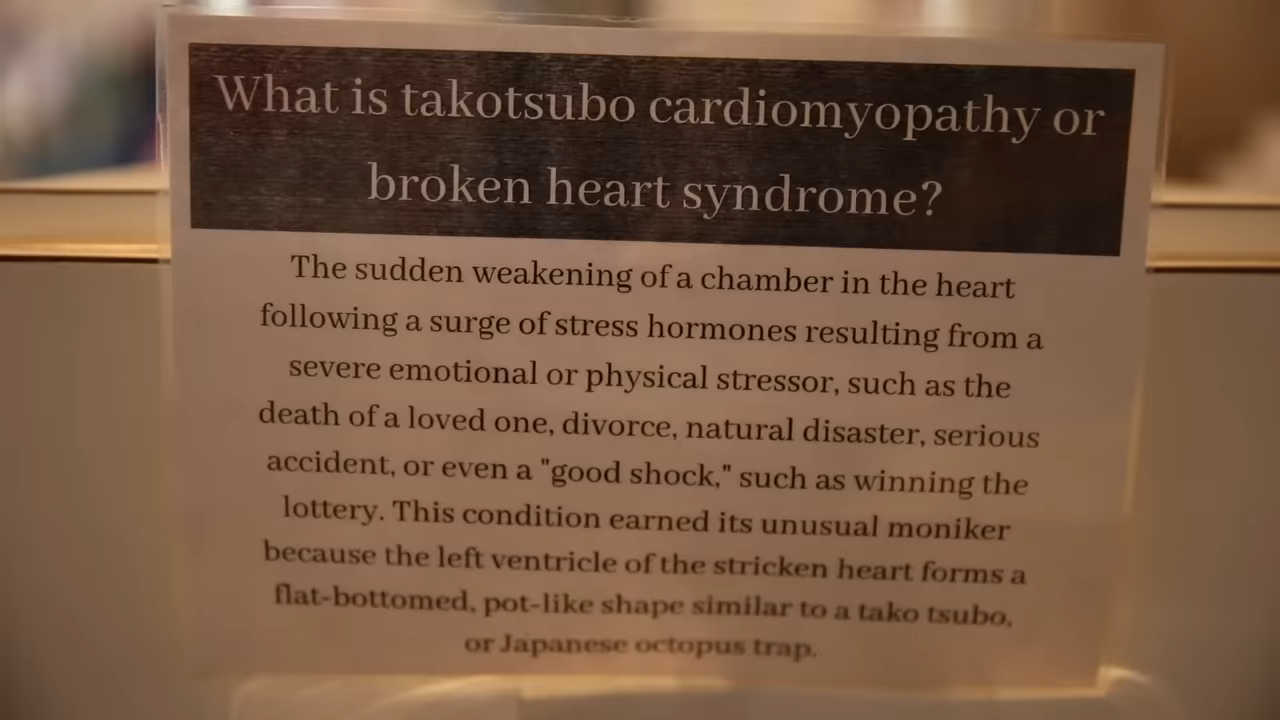 What is takotsubo cardiomyopathy or
broken heart syndrome?
The sudden weakening of a chamber in the heart
following a surge of stress hormones resulting from a
severe emotional or physical stressor, such as the
death of a loved one, divorce, natural disaster, serious
accident, or even a "good shock," such as winning the
lottery. This condition earned its unusual moniker
because the left ventricle of the stricken heart forms a
flat-bottomed, pot-like shape similar to a tako tsubo,
or Japanese octopus trap.